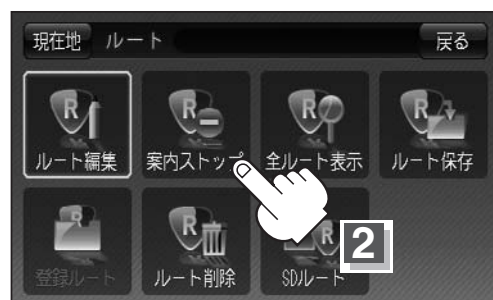 現在地 ルート 戻る
R R R R
ルート編集 案内ストップ 全ルート表示 ルート保存
R R R 2
登録ルート ルート削除 SDルート